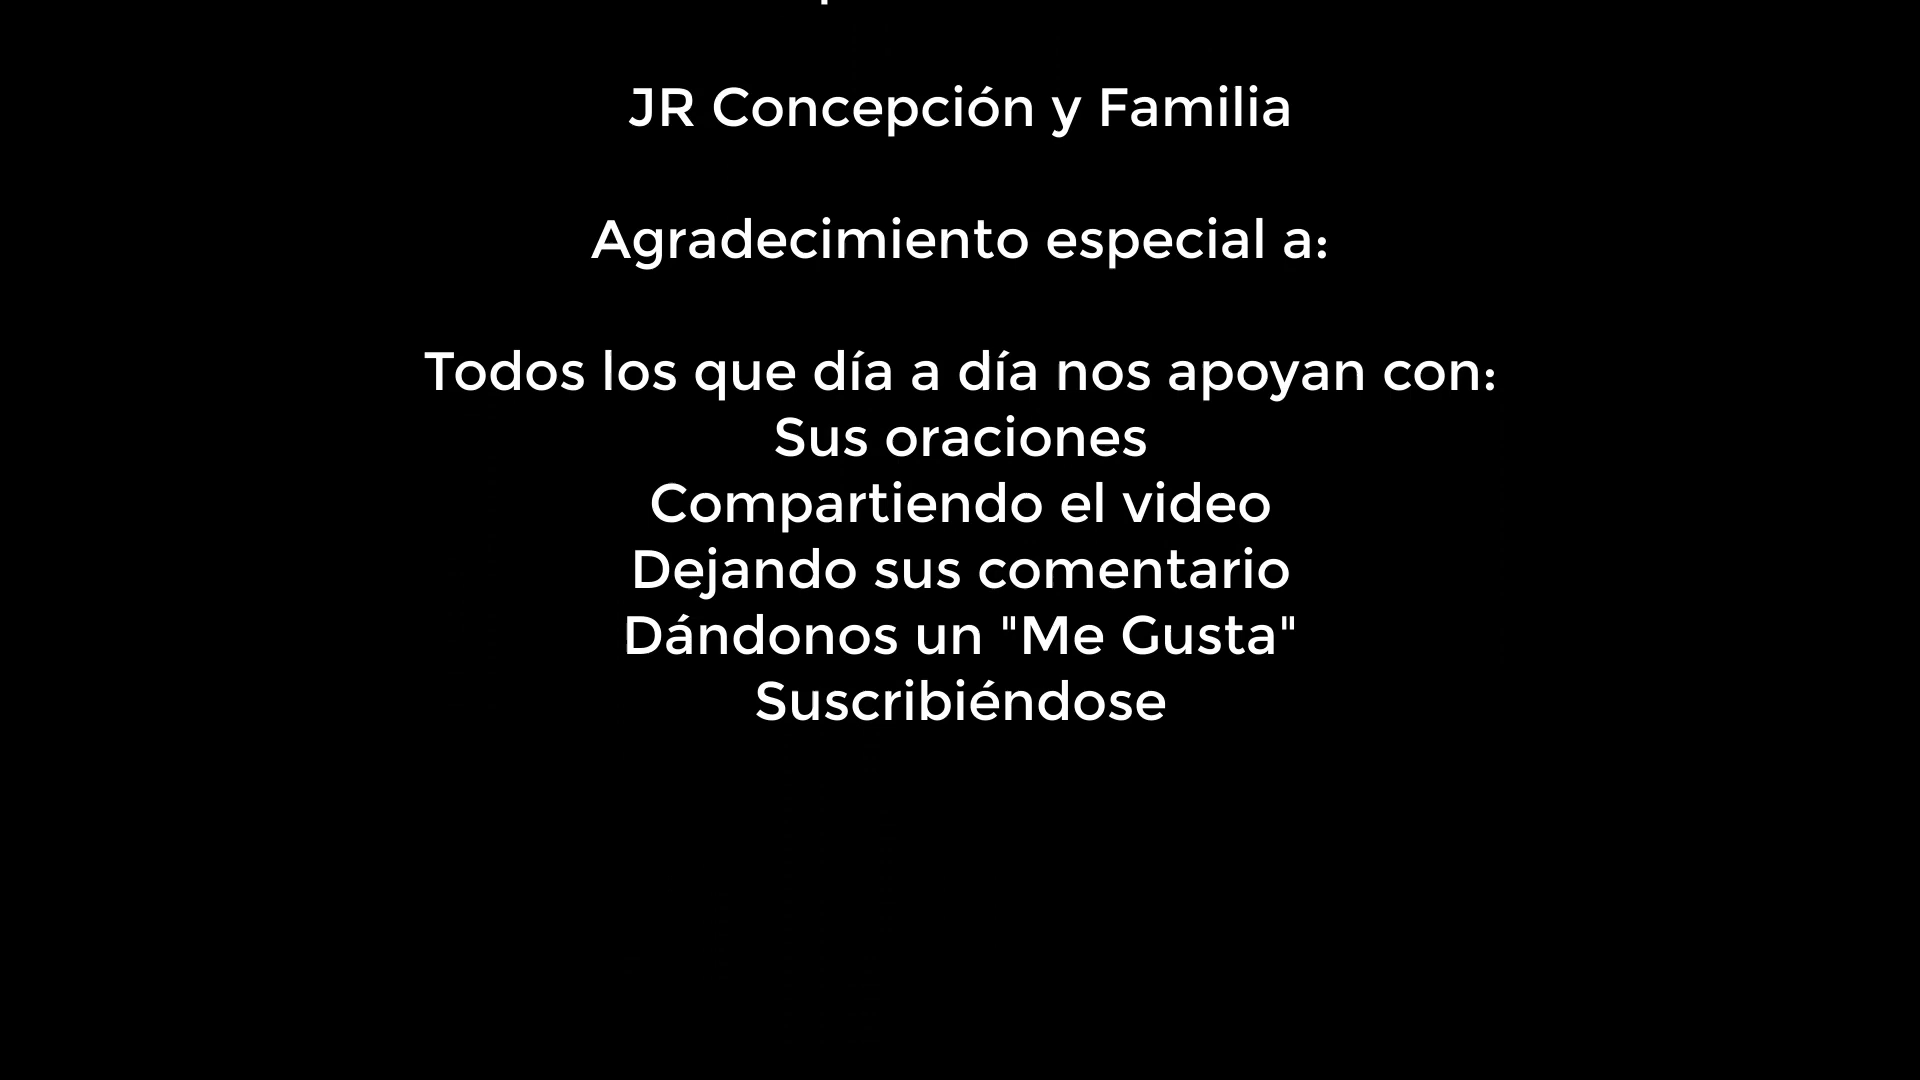 JR Concepción y Familia
Agradecimiento especial a:
Todos los que día a día nos apoyan con:
Sus oraciones
Compartiendo el video
Dejando sus comentario
Dándonos un "Me Gusta"
Suscribiéndose